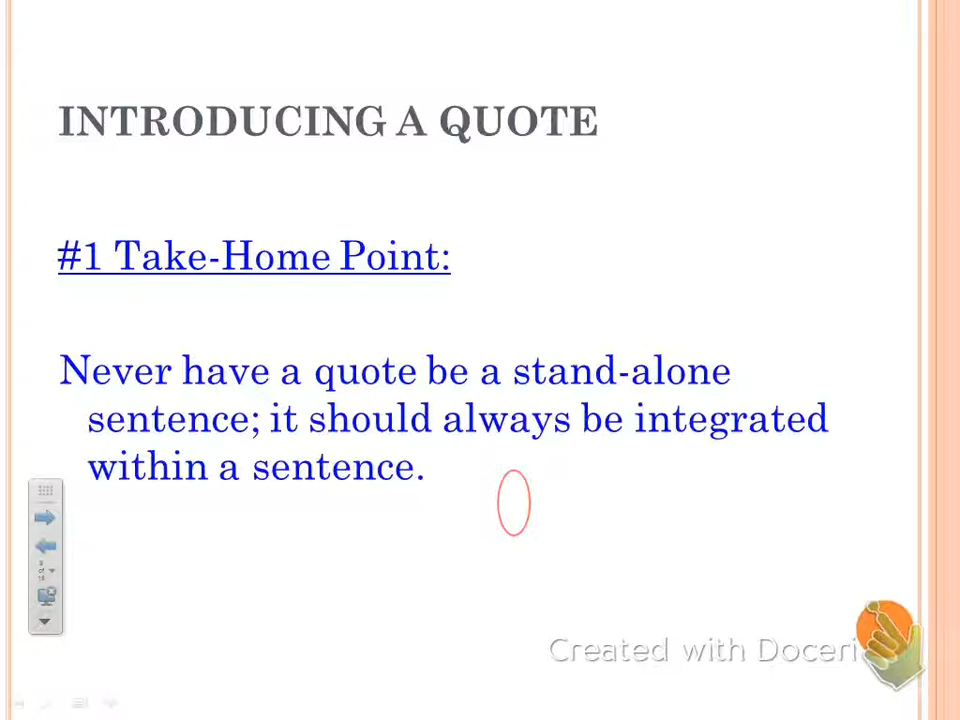 INTRODUCING A QUOTE
#1 Take-Home Point:
Never have a quote be a stand-alone
sentence; it should always be integrated
within a sentence.
Created with Doceri